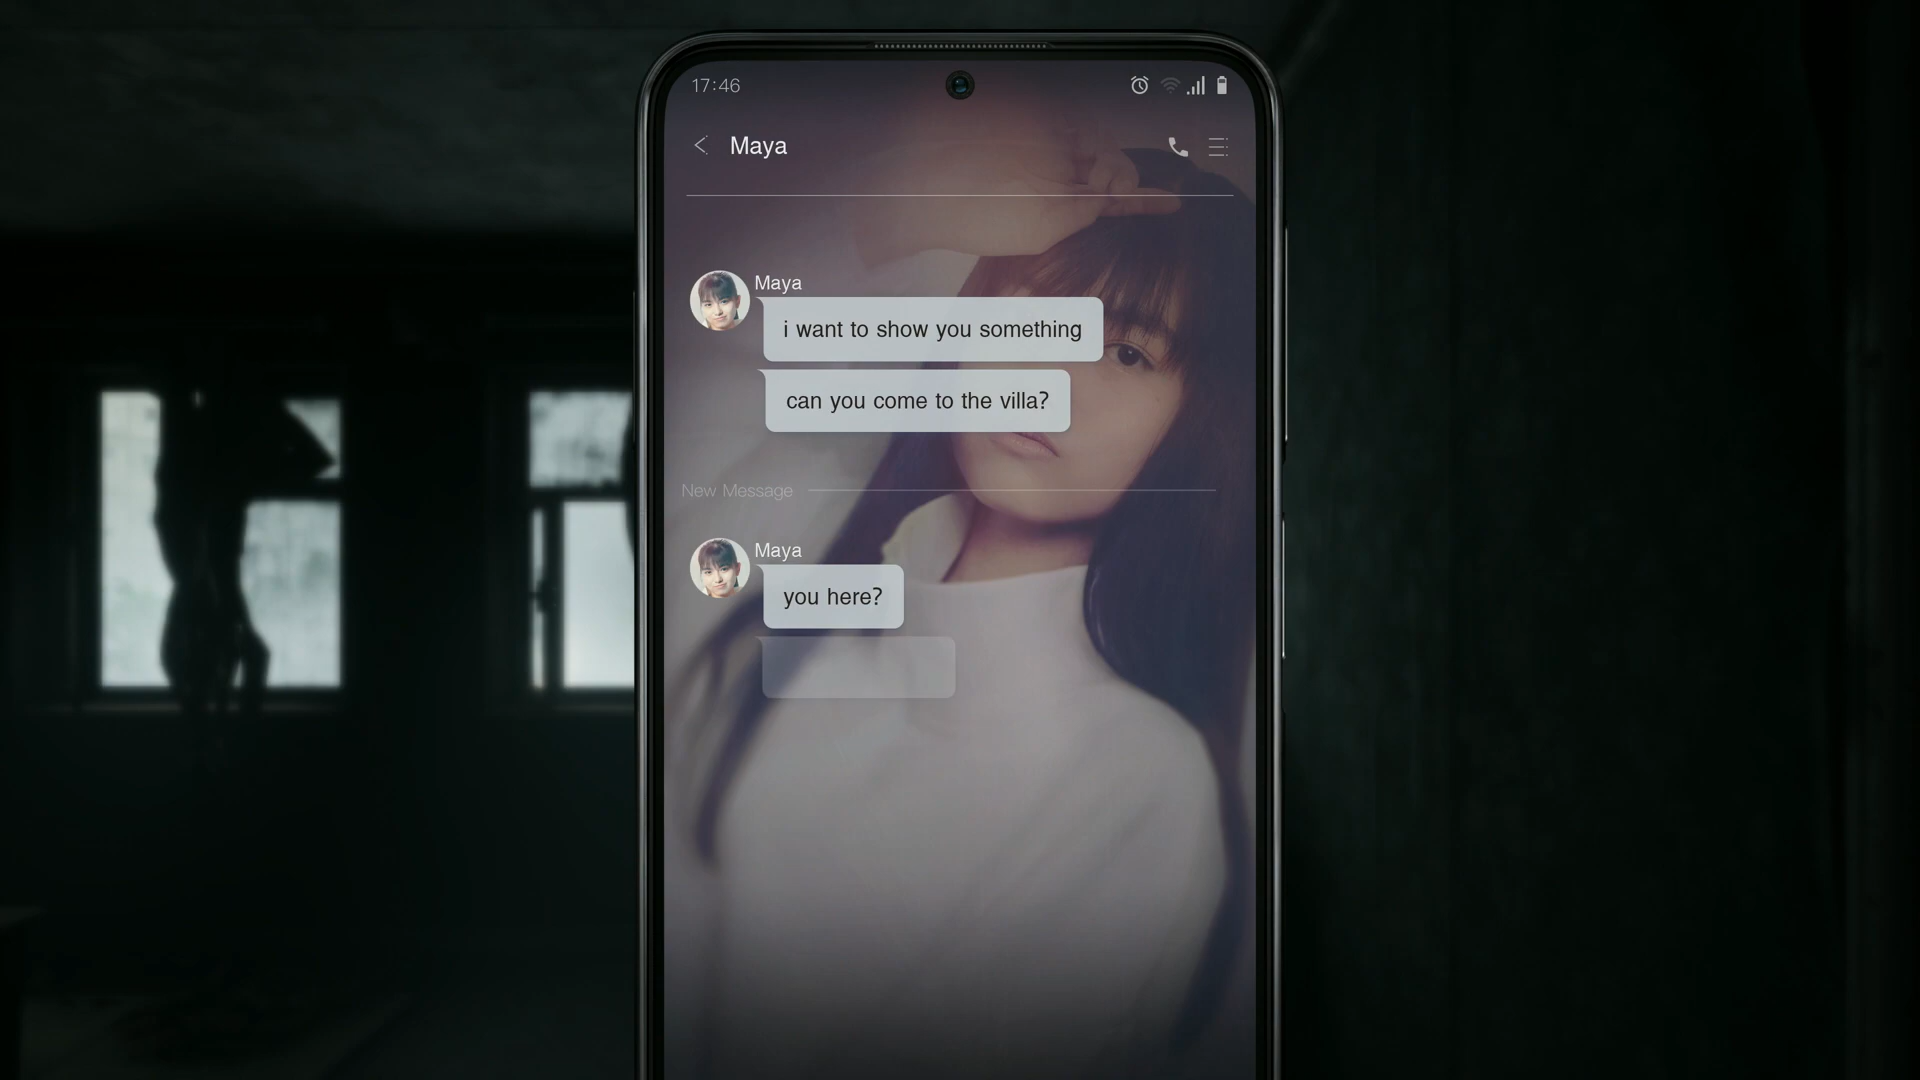 17:46
Maya
Maya
i want to show you something
can you come to the villa?
New Message
Maya
you here?